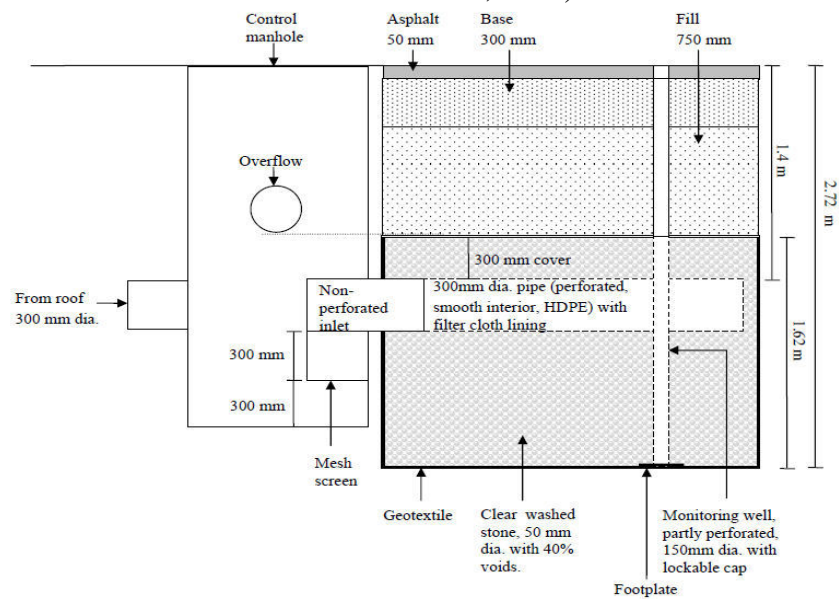 Control
manhole
Asphalt
50 mm
Base
300 mm
Fill
750 mm
Overflow
1.4 m
2.72 m
300 mm cover
From roof
300 mm dia.
Non-
perforated
inlet
300mm dia. pipe (perforated,
smooth interior, HDPE) with
filter cloth lining
1.62 m
300 mm
300 mm
Mesh
screen
Geotextile
Clear washed
stone, 50 mm
dia. with 40%
voids.
Footplate
Monitoring well,
partly perforated,
150mm dia. with
lockable cap